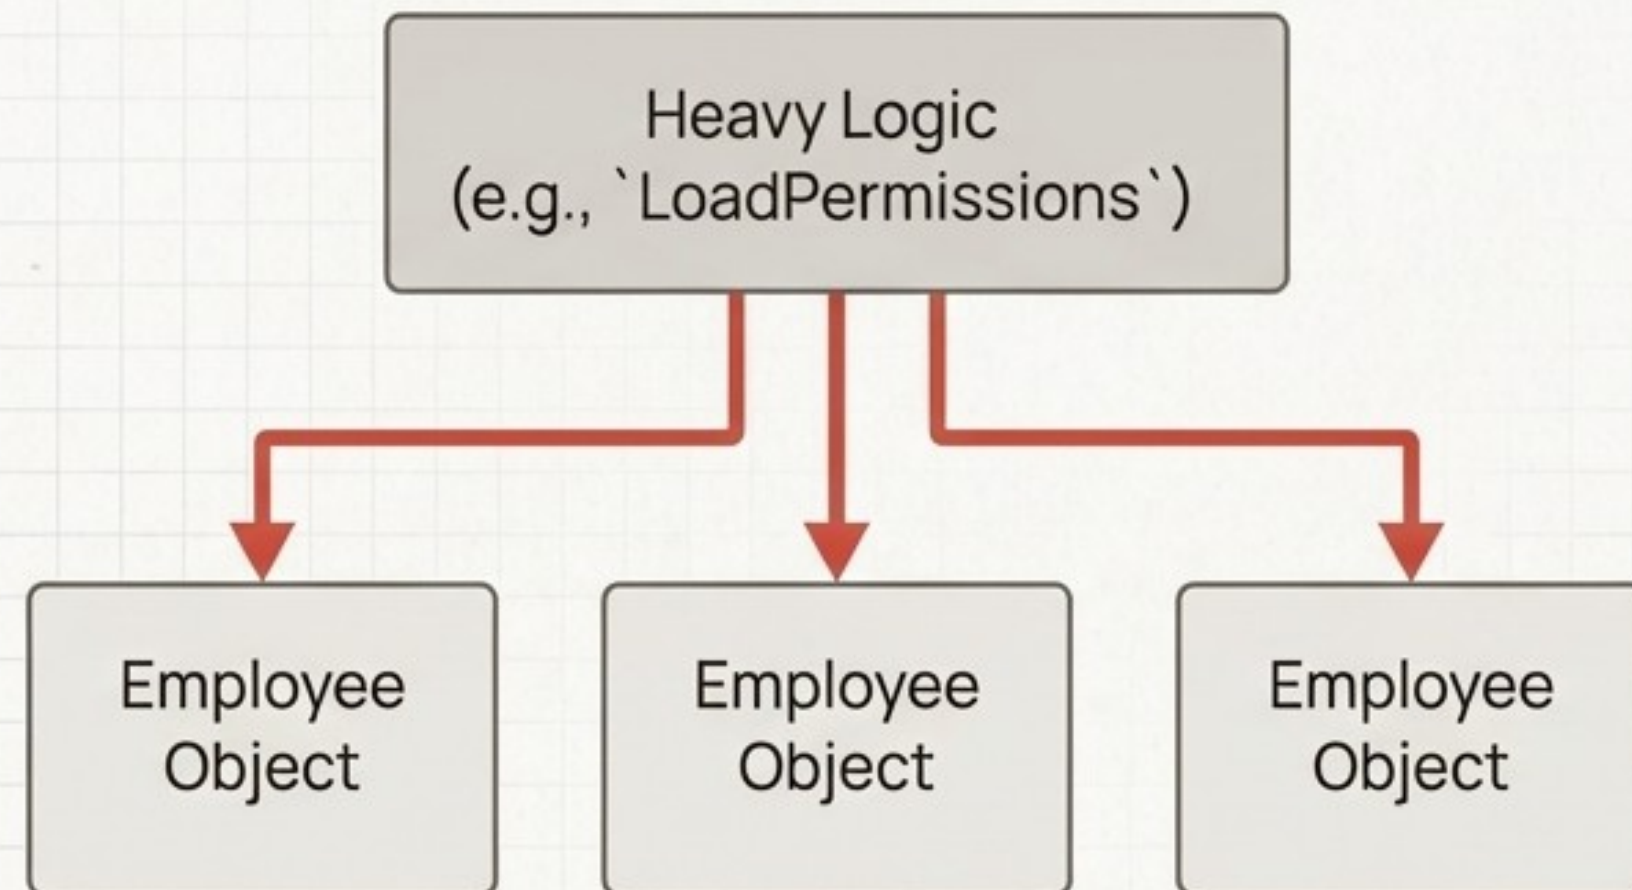 Heavy Logic
(e.g., `LoadPermissions`)
Employee
Object
Employee
Object
Employee
Object